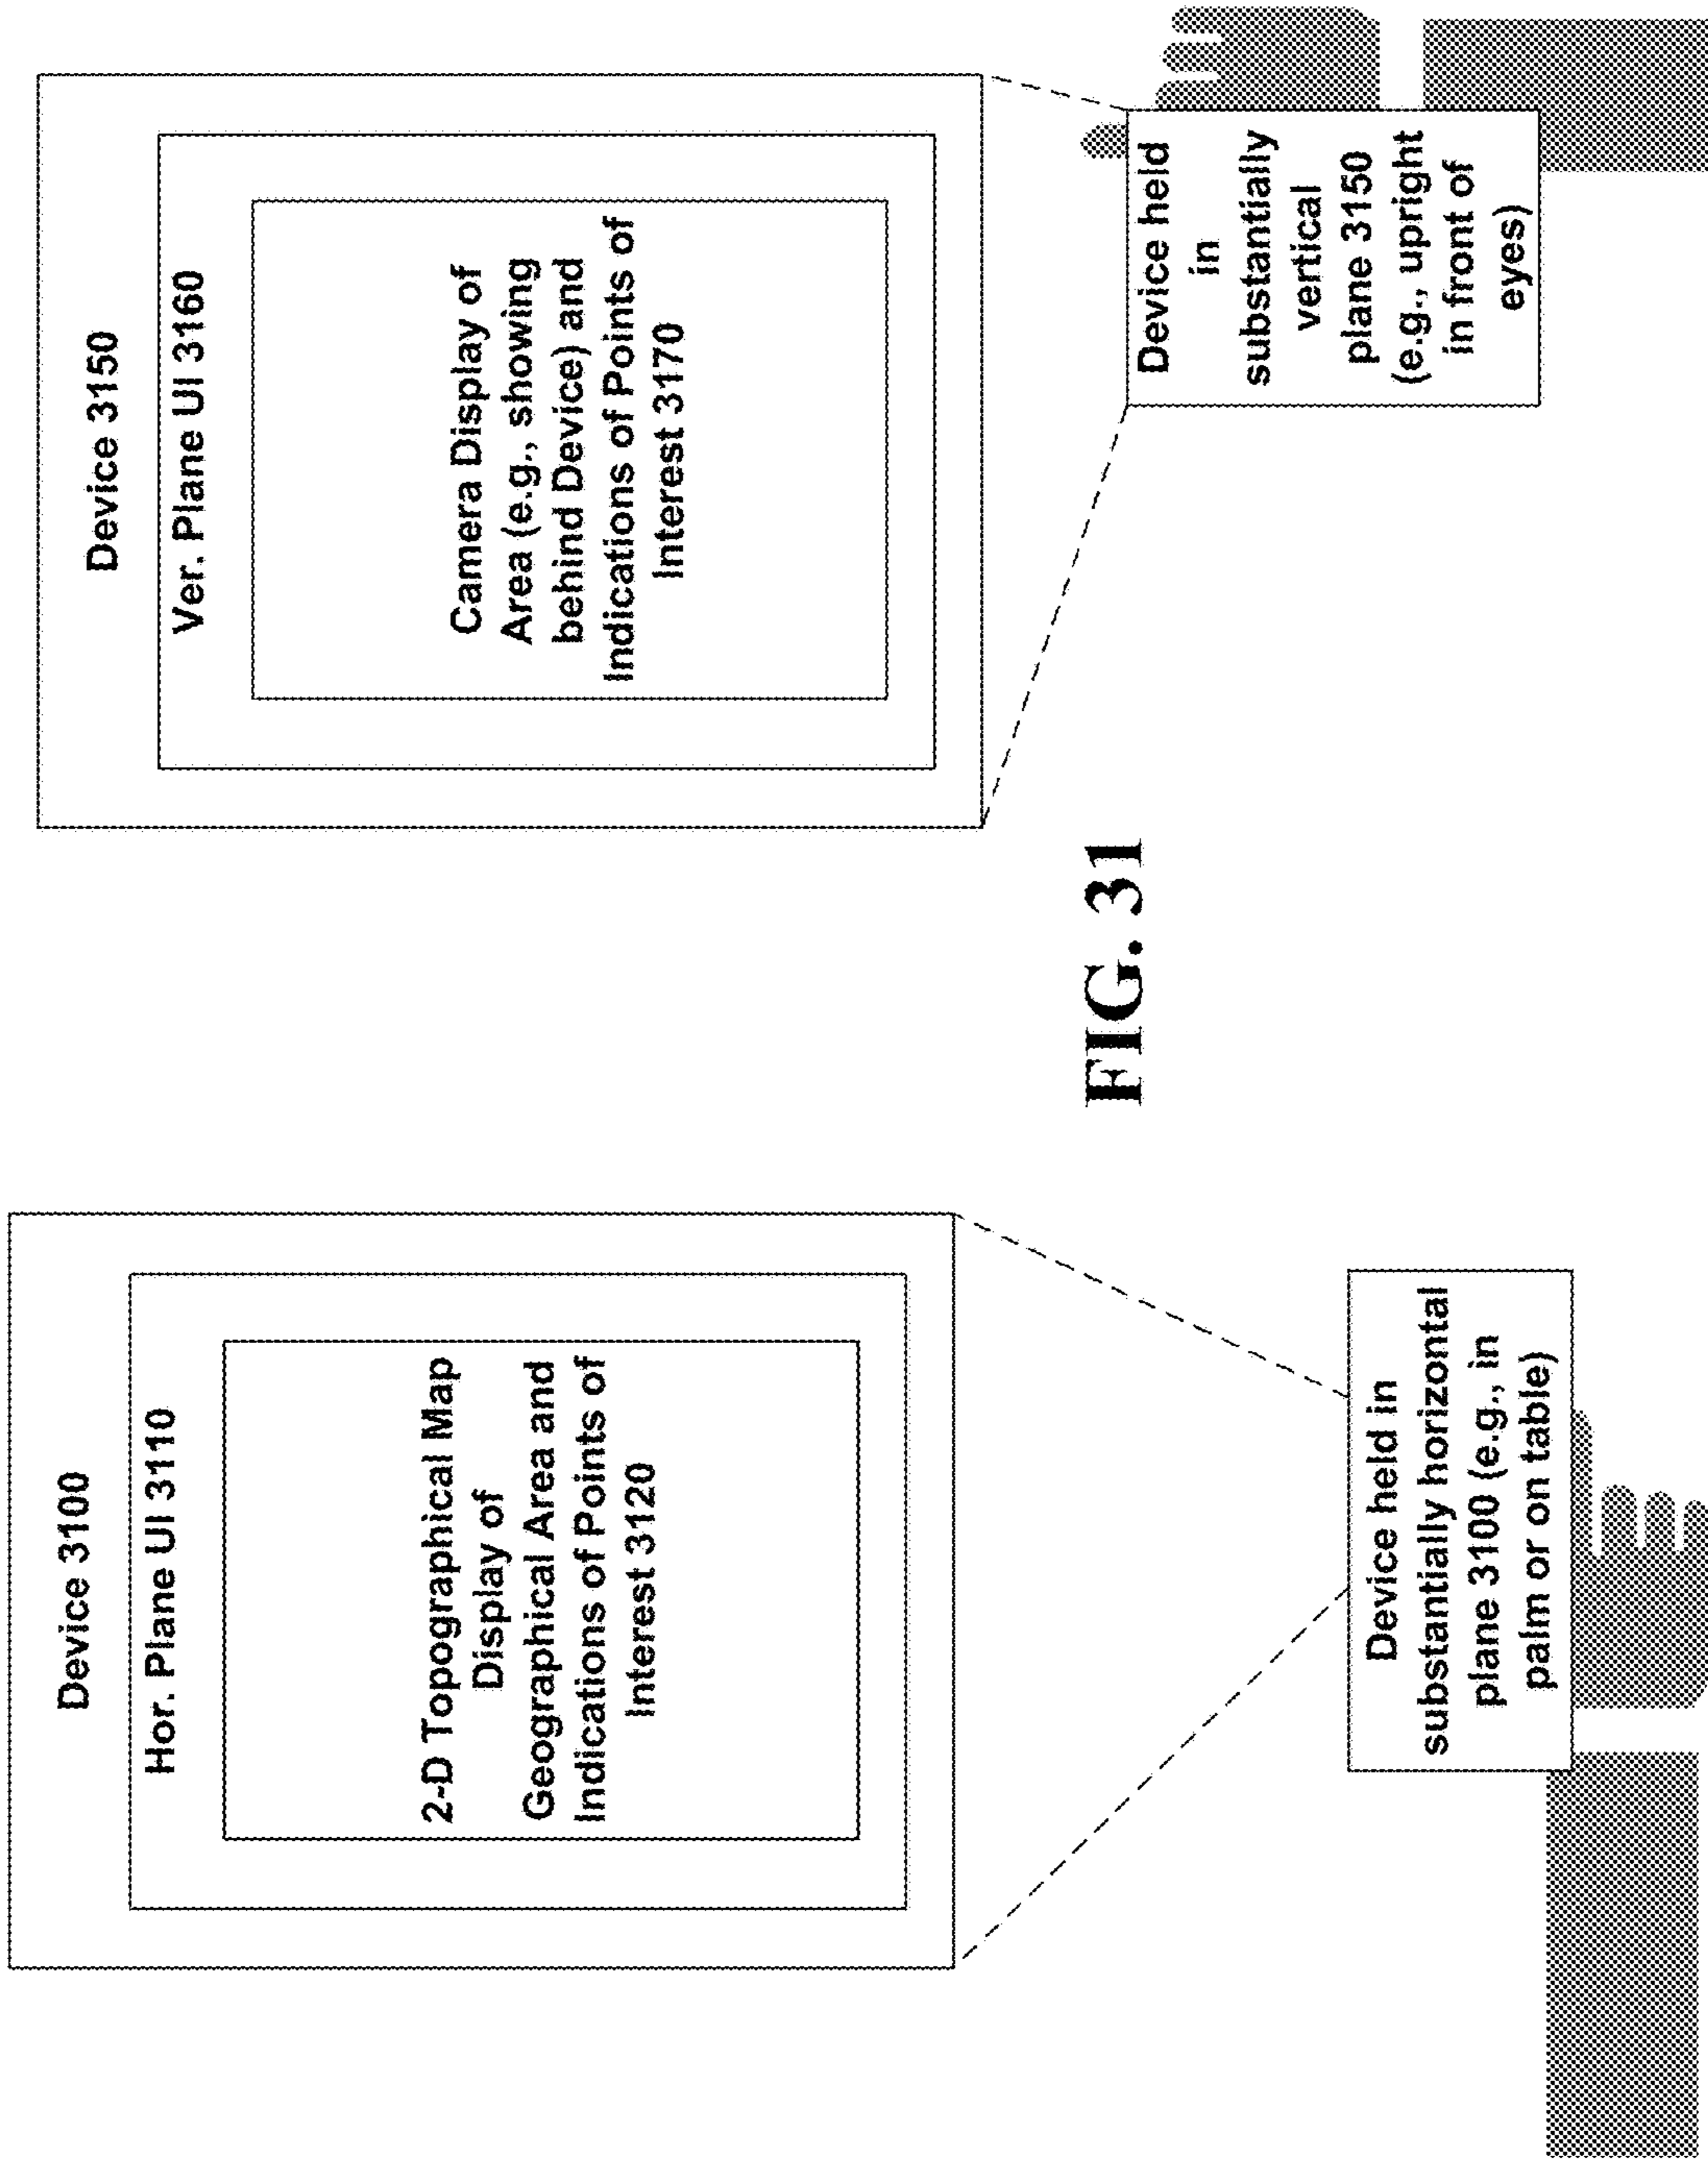 Device 3100
Hor. Plane UI 3110
2-D Topographical Map
Display of
Geographical Area and
Indications of Points of
Interest 3120
Device held in
substantially horizontal
plane 3100 (e.g., in
palm or on table)
Device 3150
Ver. Plane UI 3160
Camera Display of
Area (e.g., showing
behind Device) and
Indications of Points of
Interest 3170
Device held
in
substantially
vertical
plane 3150
(e.g., upright
in front of
eyes)
FIG. 31